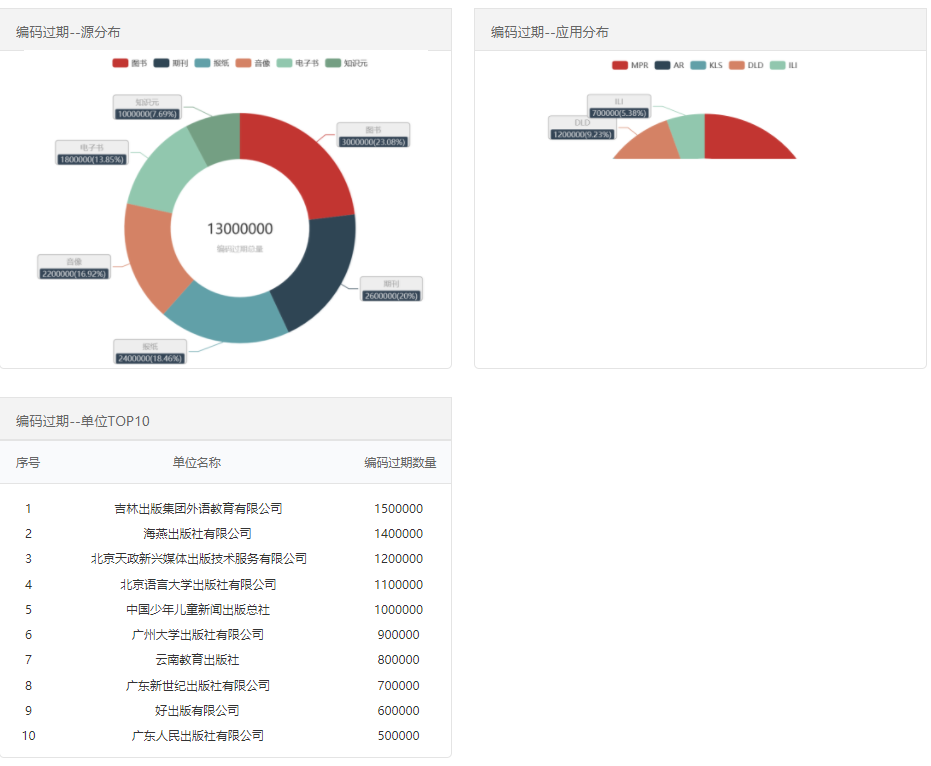 编码过期--源分布
图书 期刊 报纸 音像 电子书 知识元
知识元
1000000(7.69%)
图书
3000000(23.08%)
电子书
1800000(13.85%)
13000000
编码过期总量
音像
2200000(16.92%)
期刊
2600000(20%)
报纸
2400000(18.46%)
编码过期--应用分布
MPR AR KLS DLD ILI
ILI
700000(5.38%)
DLD
1200000(9.23%)
编码过期--单位TOP10
序号 单位名称 编码过期数量
1 吉林出版集团外语教育有限公司 1500000
2 海燕出版社有限公司 1400000
3 北京天政新兴媒体出版技术服务有限公司 1200000
4 北京语言大学出版社有限公司 1100000
5 中国少年儿童新闻出版总社 1000000
6 广州大学出版社有限公司 900000
7 云南教育出版社 800000
8 广东新世纪出版社有限公司 700000
9 好出版有限公司 600000
10 广东人民出版社有限公司 500000